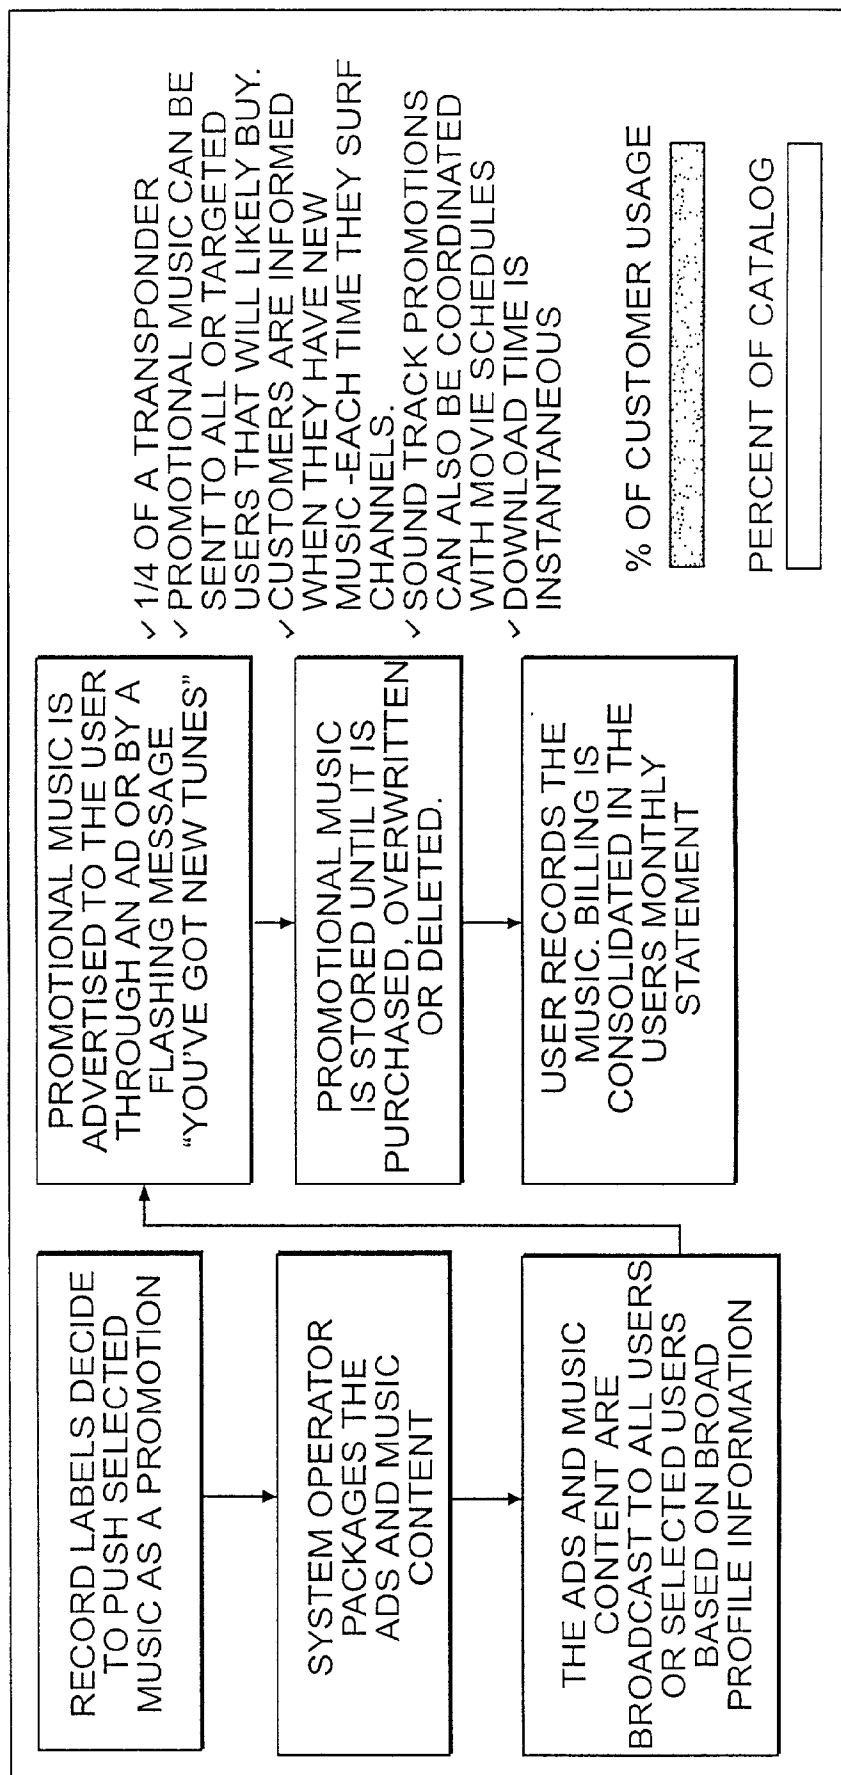 RECORD LABELS DECIDE
TO PUSH SELECTED
MUSIC AS A PROMOTION
SYSTEM OPERATOR
PACKAGES THE
ADS AND MUSIC
CONTENT
THE ADS AND MUSIC
CONTENT ARE
BROADCAST TO ALL USERS
OR SELECTED USERS
BASED ON BROAD
PROFILE INFORMATION
PROMOTIONAL MUSIC IS
ADVERTISED TO THE USER
THROUGH AN AD OR BY A
FLASHING MESSAGE
“YOU'VE GOT NEW TUNES”
PROMOTIONAL MUSIC
IS STORED UNTIL IT IS
PURCHASED, OVERWRITTEN
OR DELETED.
USER RECORDS THE
MUSIC. BILLING IS
CONSOLIDATED IN THE
USERS MONTHLY
STATEMENT
✓ 1/4 OF A TRANSPONDER
✓ PROMOTIONAL MUSIC CAN BE
SENT TO ALL OR TARGETED
USERS THAT WILL LIKELY BUY.
✓ CUSTOMERS ARE INFORMED
WHEN THEY HAVE NEW
MUSIC -EACH TIME THEY SURF
CHANNELS.
✓ SOUND TRACK PROMOTIONS
CAN ALSO BE COORDINATED
WITH MOVIE SCHEDULES
✓ DOWNLOAD TIME IS
INSTANTANEOUS
% OF CUSTOMER USAGE
PERCENT OF CATALOG